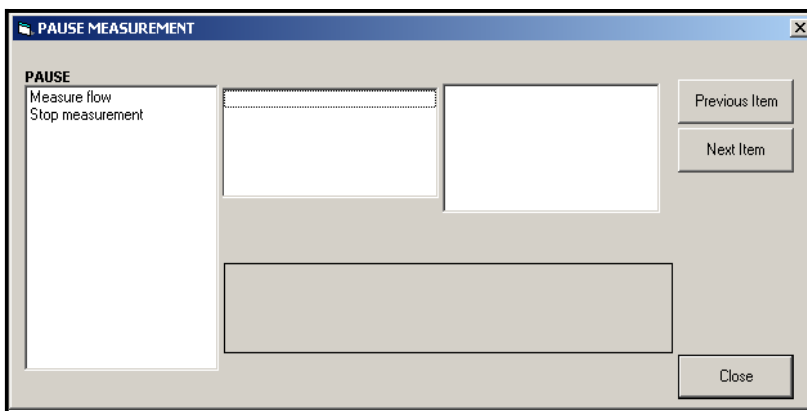 PAUSE MEASUREMENT
PAUSE
Measure flow
Stop measurement
Previous Item
Next Item
Close